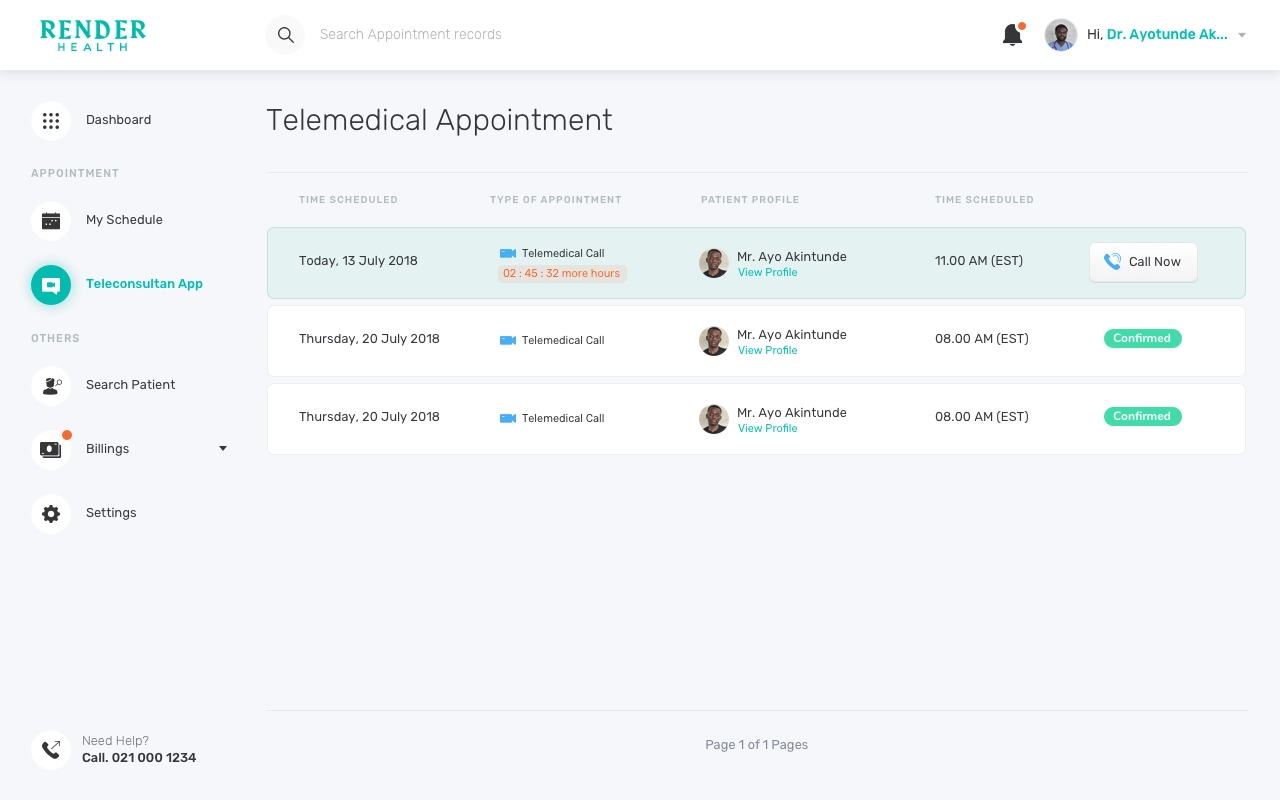 RENDER
HEALTH
Search Appointment records
Hi, Dr. Ayotunde Ak...
Dashboard
APPOINTMENT
My Schedule
Teleconsultan App
OTHERS
Search Patient
Billings
Settings
Need Help?
Call. 021 000 1234
Telemedical Appointment
TIME SCHEDULED TYPE OF APPOINTMENT PATIENT PROFILE TIME SCHEDULED
Today, 13 July 2018
Telemedical Call
02 : 45 : 32 more hours
Mr. Ayo Akintunde
View Profile
11.00 AM (EST)
Call Now
Thursday, 20 July 2018
Telemedical Call
Mr. Ayo Akintunde
View Profile
08.00 AM (EST)
Confirmed
Thursday, 20 July 2018
Telemedical Call
Mr. Ayo Akintunde
View Profile
08.00 AM (EST)
Confirmed
Page 1 of 1 Pages